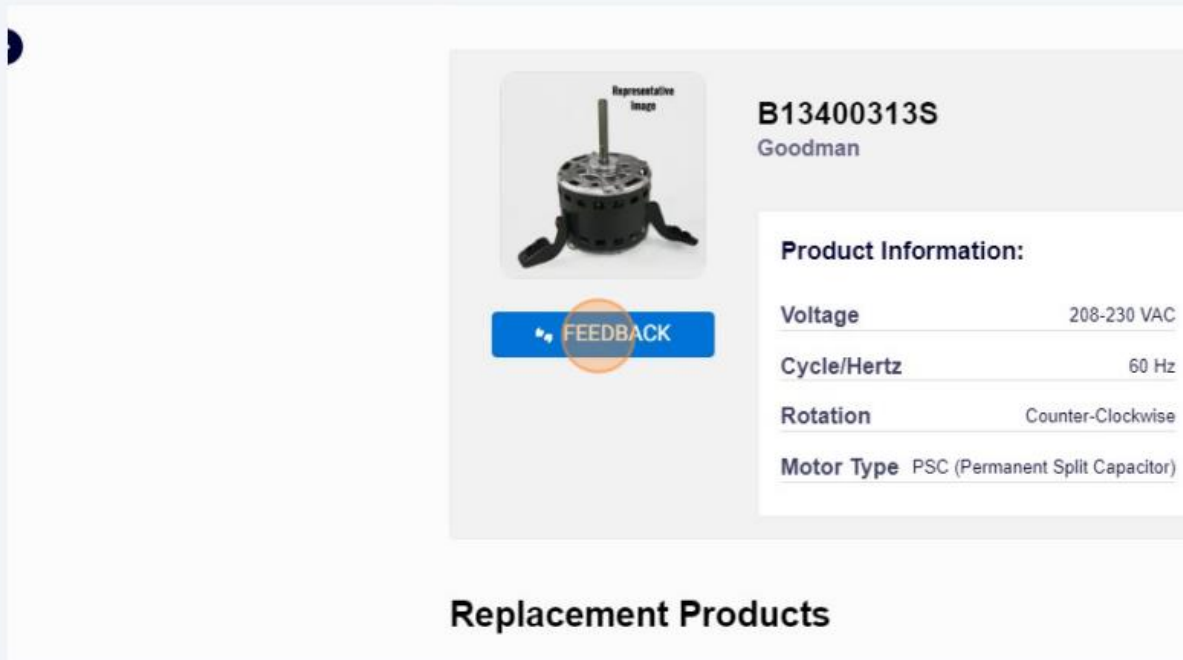 Representative
Image
B13400313S
Goodman
FEEDBACK
Product Information:
Voltage 208-230 VAC
Cycle/Hertz 60 Hz
Rotation Counter-Clockwise
Motor Type PSC (Permanent Split Capacitor)
Replacement Products